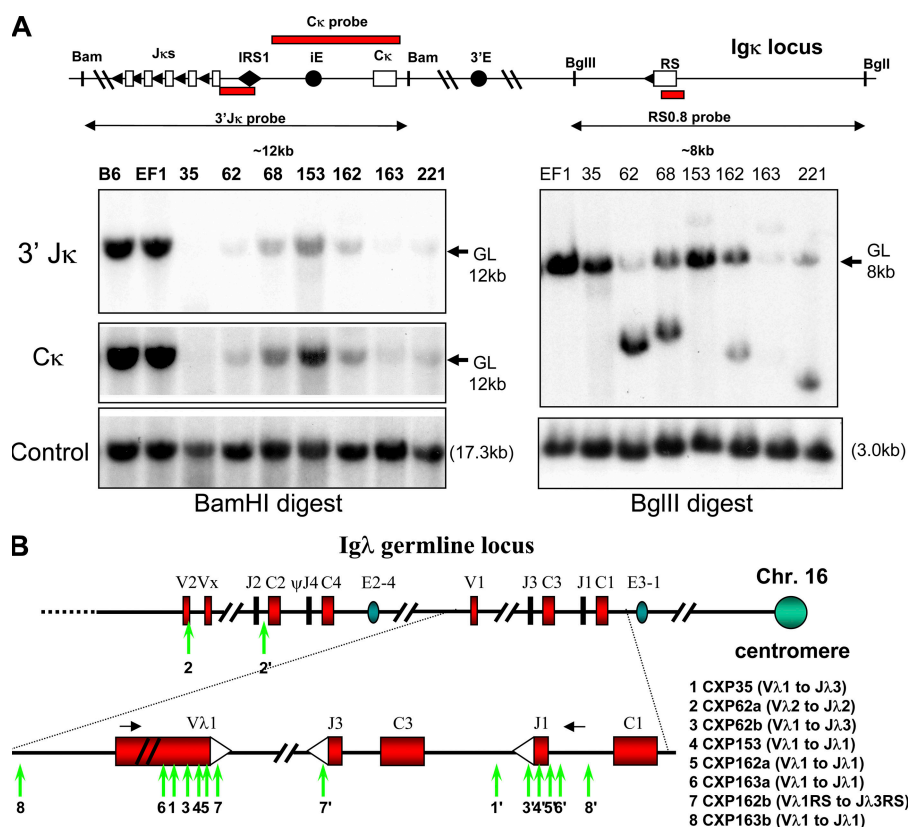 A
Cκ probe
Bam Jκs IRS1 iE Cκ Bam 3'E Igκ locus BglII RS BglI
3'Jκ probe RS0.8 probe
~12kb ~8kb
B6 EF1 35 62 68 153 162 163 221
EF1 35 62 68 153 162 163 221
3' Jκ
GL
12kb
GL
8kb
Cκ
GL
12kb
Control (17.3kb) (3.0kb)
BamHI digest BglII digest
B
Igλ germline locus
V2 Vx J2 C2 ψJ4 C4 E2-4 V1 J3 C3 J1 C1 E3-1 Chr. 16
2 2'
centromere
Vλ1 J3 C3 J1 C1
8 6 1 3 4 5 7 7' 1' 3' 4' 5' 6' 8'
1 CXP35 (Vλ1 to Jλ3)
2 CXP62a (Vλ2 to Jλ2)
3 CXP62b (Vλ1 to Jλ3)
4 CXP153 (Vλ1 to Jλ1)
5 CXP162a (Vλ1 to Jλ1)
6 CXP163a (Vλ1 to Jλ1)
7 CXP162b (Vλ1RS to Jλ3RS)
8 CXP163b (Vλ1 to Jλ1)